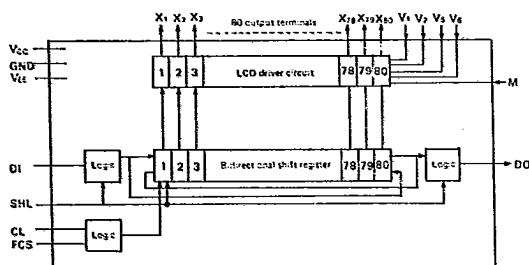 X1 X2 X3 80 output terminals X78 X79 X80 V1 V2 V5 V6
VCC
GND
VEE
1 2 3 LCD driver circuit 78 79 80
M
DI Logic 1 2 3 Bidirectional shift register 78 79 80 Logic DO
SHL
CL
FCS
Logic